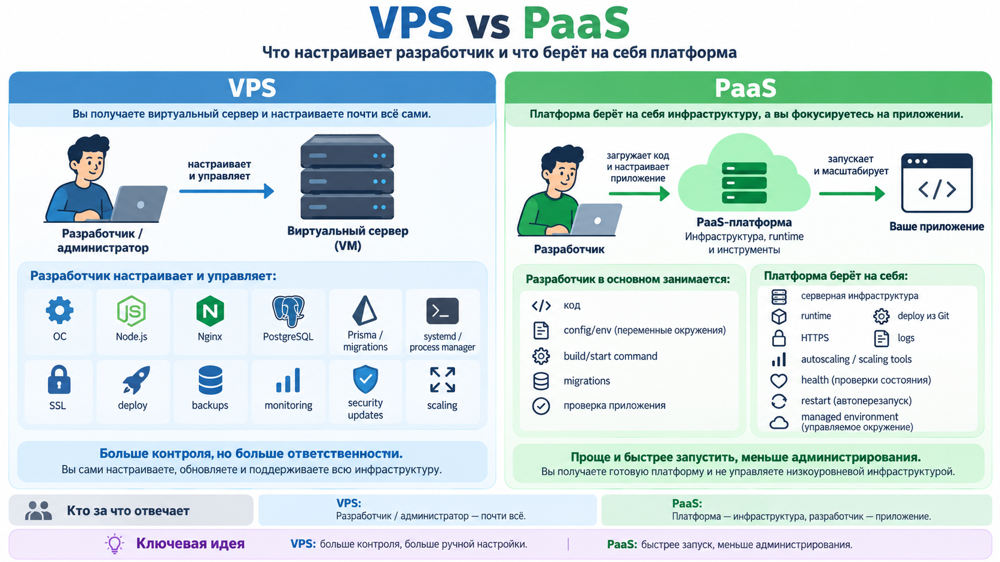 VPS vs PaaS
Что настраивает разработчик и что берёт на себя платформа
VPS
Вы получаете виртуальный сервер и настраиваете почти всё сами.
настраивает
и управляет
Разработчик /
администратор
Виртуальный сервер
(VM)
Разработчик настраивает и управляет:
ОС
Node.js
Nginx
PostgreSQL
Prisma /
migrations
systemd /
process manager
SSL
deploy
backups
monitoring
security
updates
scaling
Больше контроля, но больше ответственности.
Вы сами настраиваете, обновляете и поддерживаете всю инфраструктуру.
PaaS
Платформа берёт на себя инфраструктуру, а вы фокусируетесь на приложении.
загружает код
и настраивает
приложение
запускает
и масштабирует
Разработчик
PaaS-платформа
Инфраструктура, runtime
и инструменты
Ваше приложение
Разработчик в основном занимается:
код
config/env (переменные окружения)
build/start command
migrations
проверка приложения
Платформа берёт на себя:
серверная инфраструктура
runtime
deploy из Git
HTTPS
logs
autoscaling / scaling tools
health (проверки состояния)
restart (автоперезапуск)
managed environment
(управляемое окружение)
Проще и быстрее запустить, меньше администрирования.
Вы получаете готовую платформу и не управляете низкоуровневой инфраструктурой.
Кто за что отвечает
VPS:
Разработчик / администратор — почти всё.
PaaS:
Платформа — инфраструктура, разработчик — приложение.
Ключевая идея
VPS: больше контроля, больше ручной настройки.
PaaS: быстрее запуск, меньше администрирования.